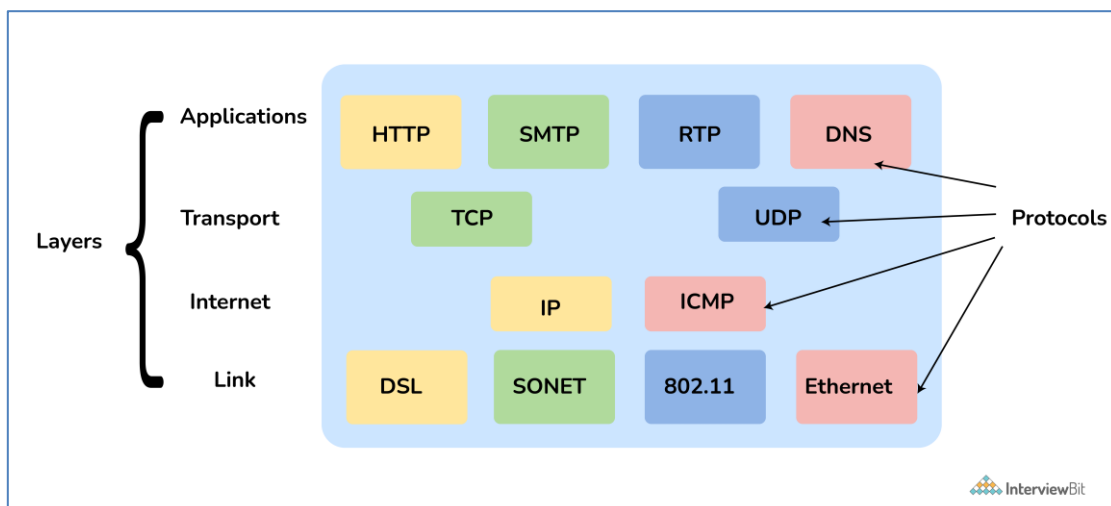 Applications
HTTP
SMTP
RTP
DNS
Transport
TCP
UDP
Protocols
Layers
Internet
IP
ICMP
Link
DSL
SONET
802.11
Ethernet
InterviewBit